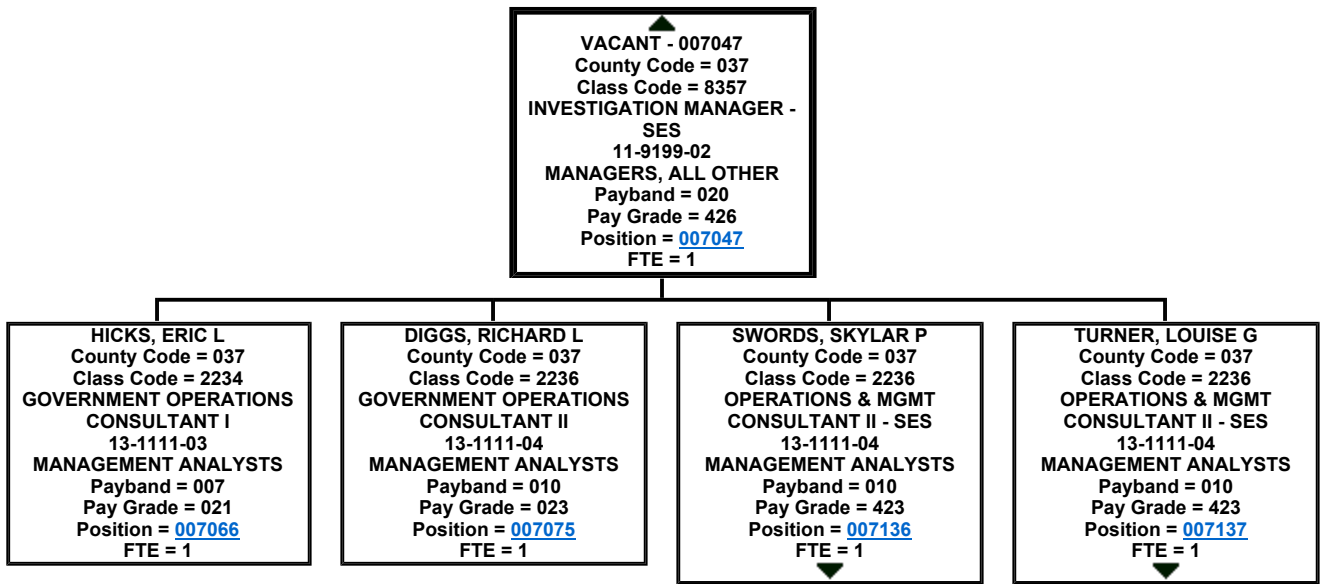 VACANT - 007047
County Code = 037
Class Code = 8357
INVESTIGATION MANAGER -
SES
11-9199-02
MANAGERS, ALL OTHER
Payband = 020
Pay Grade = 426
Position = 007047
FTE = 1
HICKS, ERIC L
County Code = 037
Class Code = 2234
GOVERNMENT OPERATIONS
CONSULTANT I
13-1111-03
MANAGEMENT ANALYSTS
Payband = 007
Pay Grade = 021
Position = 007066
FTE = 1
DIGGS, RICHARD L
County Code = 037
Class Code = 2236
GOVERNMENT OPERATIONS
CONSULTANT II
13-1111-04
MANAGEMENT ANALYSTS
Payband = 010
Pay Grade = 023
Position = 007075
FTE = 1
SWORDS, SKYLAR P
County Code = 037
Class Code = 2236
OPERATIONS & MGMT
CONSULTANT II - SES
13-1111-04
MANAGEMENT ANALYSTS
Payband = 010
Pay Grade = 423
Position = 007136
FTE = 1
TURNER, LOUISE G
County Code = 037
Class Code = 2236
OPERATIONS & MGMT
CONSULTANT II - SES
13-1111-04
MANAGEMENT ANALYSTS
Payband = 010
Pay Grade = 423
Position = 007137
FTE = 1